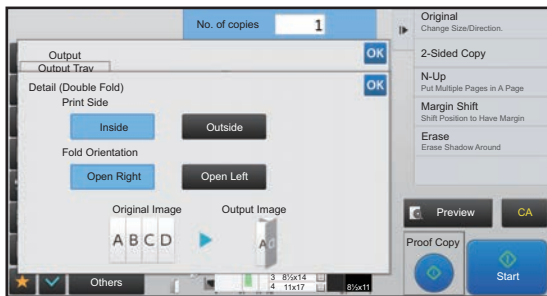 No. of copies 1
Original
Change Size/Direction.
2-Sided Copy
N-Up
Put Multiple Pages in A Page
Margin Shift
Shift Position to Have Margin
Erase
Erase Shadow Around
Output
OK
Output Tray
Detail (Double Fold)
OK
Print Side
Inside
Outside
Fold Orientation
Open Right
Open Left
Original Image
Output Image
A B C D
A
Preview
CA
Proof Copy
Start
Others
3 8½x14
4 11x17
8½x11